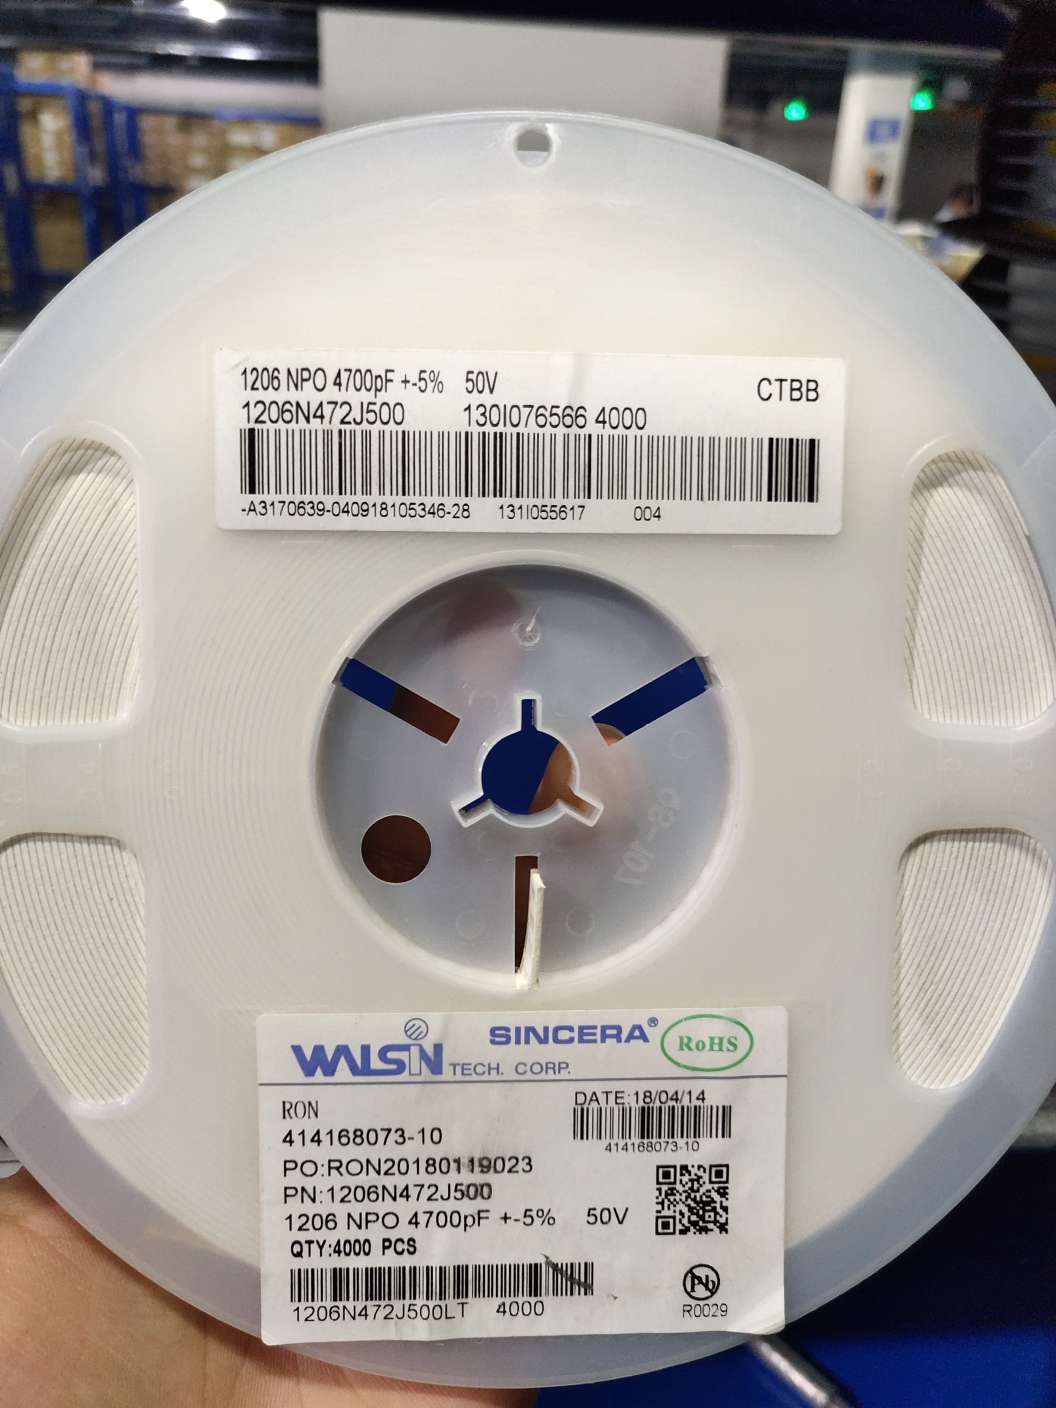 1206 NPO 4700pF +-5% 50V
CTBB
1206N472J500 130I076566 4000
-A3170639-040918105346-28 131I055617 004
SINCERA®
RoHS
WALSIN TECH. CORP.
RON
DATE:18/04/14
414168073-10
414168073-10
PO:RON20180119023
PN:1206N472J500
1206 NPO 4700pF +-5% 50V
QTY:4000 PCS
Pb
1206N472J500LT 4000
R0029